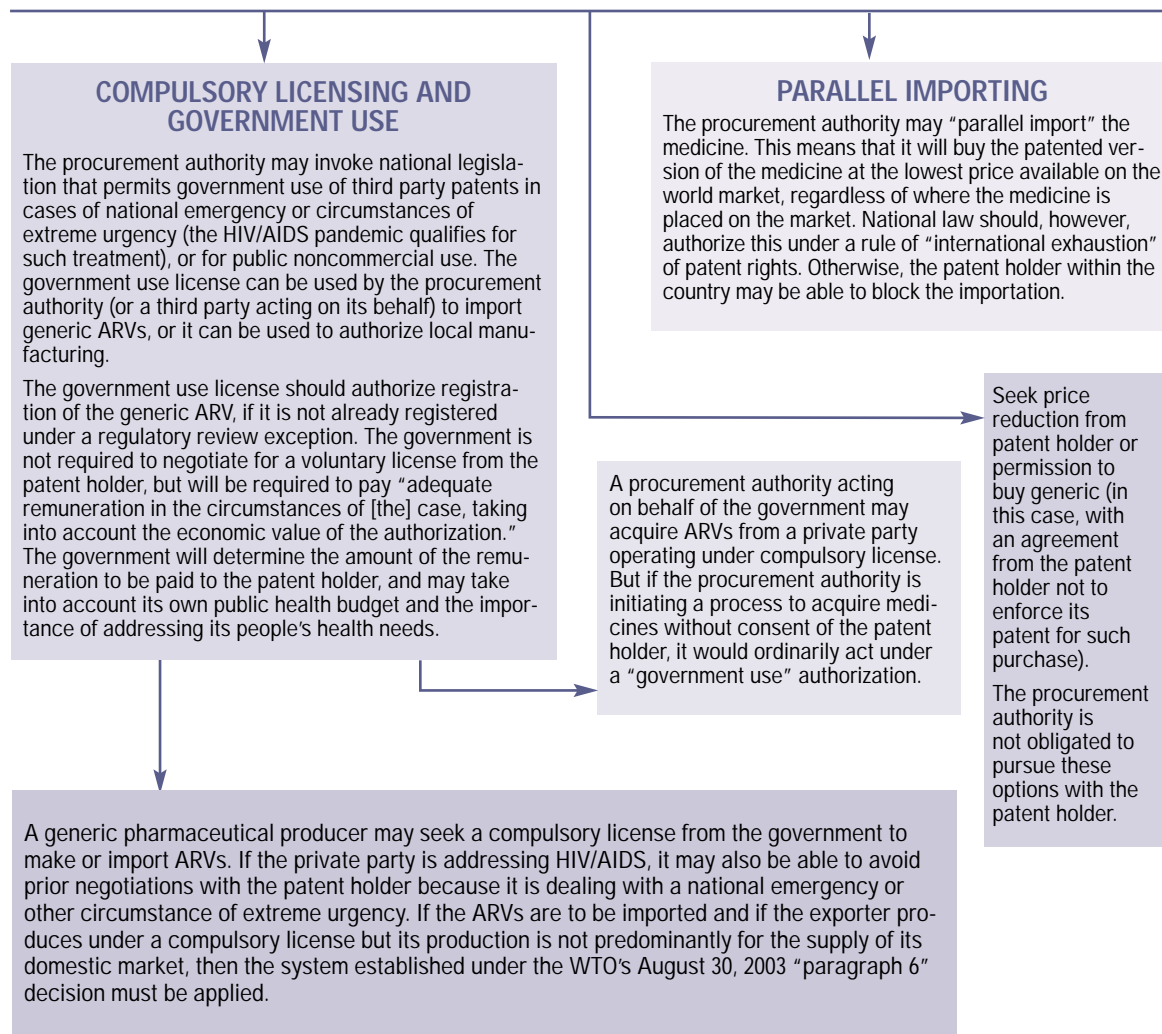 COMPULSORY LICENSING AND
GOVERNMENT USE
The procurement authority may invoke national legisla-
tion that permits government use of third party patents in
cases of national emergency or circumstances of
extreme urgency (the HIV/AIDS pandemic qualifies for
such treatment), or for public noncommercial use. The
government use license can be used by the procurement
authority (or a third party acting on its behalf) to import
generic ARVs, or it can be used to authorize local manu-
facturing.
The government use license should authorize registra-
tion of the generic ARV, if it is not already registered
under a regulatory review exception. The government is
not required to negotiate for a voluntary license from the
patent holder, but will be required to pay “adequate
remuneration in the circumstances of [the] case, taking
into account the economic value of the authorization.”
The government will determine the amount of the remu-
neration to be paid to the patent holder, and may take
into account its own public health budget and the impor-
tance of addressing its people’s health needs.
PARALLEL IMPORTING
The procurement authority may “parallel import” the
medicine. This means that it will buy the patented ver-
sion of the medicine at the lowest price available on the
world market, regardless of where the medicine is
placed on the market. National law should, however,
authorize this under a rule of “international exhaustion”
of patent rights. Otherwise, the patent holder within the
country may be able to block the importation.
Seek price
reduction from
patent holder or
permission to
buy generic (in
this case, with
an agreement
from the patent
holder not to
enforce its
patent for such
purchase).
The procurement
authority is
not obligated to
pursue these
options with the
patent holder.
A procurement authority acting
on behalf of the government may
acquire ARVs from a private party
operating under compulsory license.
But if the procurement authority is
initiating a process to acquire medi-
cines without consent of the patent
holder, it would ordinarily act under
a “government use” authorization.
A generic pharmaceutical producer may seek a compulsory license from the government to
make or import ARVs. If the private party is addressing HIV/AIDS, it may also be able to avoid
prior negotiations with the patent holder because it is dealing with a national emergency or
other circumstance of extreme urgency. If the ARVs are to be imported and if the exporter pro-
duces under a compulsory license but its production is not predominantly for the supply of its
domestic market, then the system established under the WTO’s August 30, 2003 “paragraph 6”
decision must be applied.